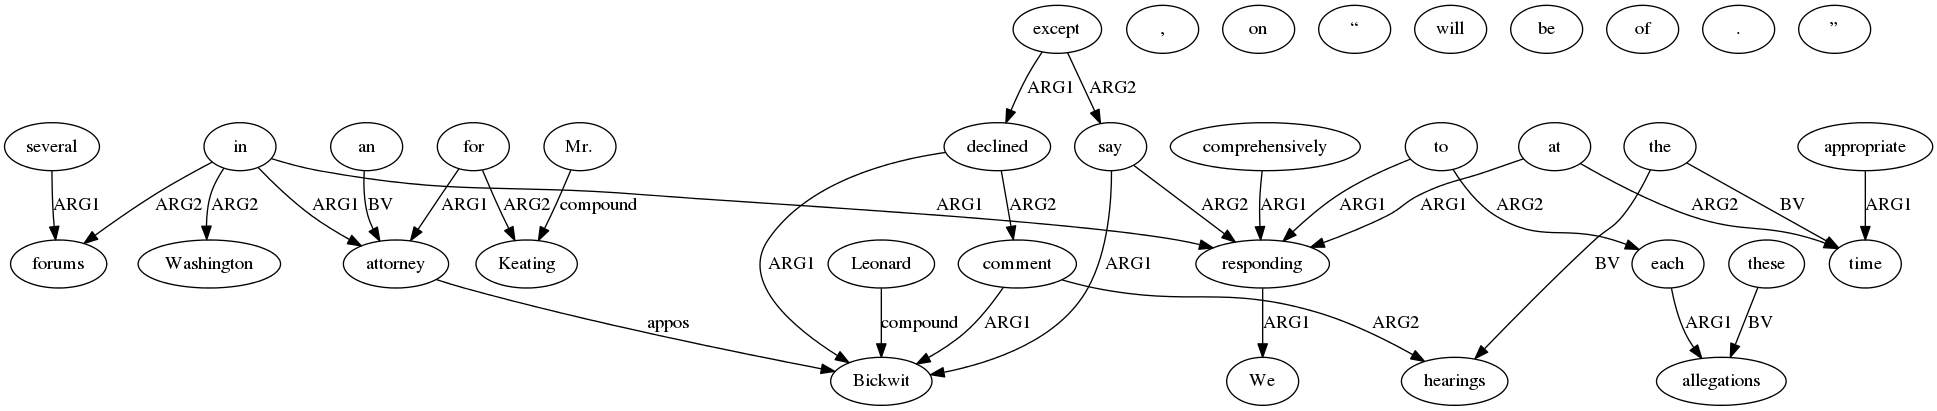 except , on “ will be of . ”
ARG1 ARG2
several in an for Mr. declined say comprehensively to at the appropriate
ARG1 ARG2 ARG2 ARG1 BV ARG1 ARG2 compound ARG1 ARG2 ARG2 ARG1 ARG1 ARG2 ARG1 ARG2 BV ARG1
forums Washington attorney Keating Leonard comment responding each these time
ARG1 BV ARG1
appos compound ARG1 ARG1 ARG2 ARG1 BV
Bickwit We hearings allegations